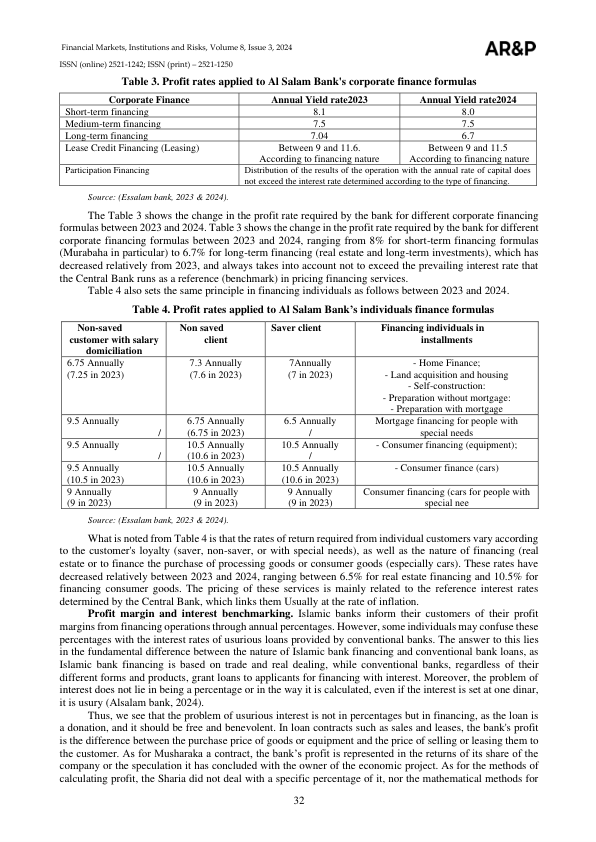 Financial Markets, Institutions and Risks, Volume 8, Issue 3, 2024
AR&P
ISSN (online) 2521-1242; ISSN (print) – 2521-1250
Table 3. Profit rates applied to Al Salam Bank's corporate finance formulas
Corporate Finance Annual Yield rate2023 Annual Yield rate2024
Short-term financing 8.1 8.0
Medium-term financing 7.5 7.5
Long-term financing 7.04 6.7
Lease Credit Financing (Leasing) Between 9 and 11.6. Between 9 and 11.5
According to financing nature According to financing nature
Participation Financing Distribution of the results of the operation with the annual rate of capital does
not exceed the interest rate determined according to the type of financing.
Source: (Essalam bank, 2023 & 2024).
The Table 3 shows the change in the profit rate required by the bank for different corporate financing
formulas between 2023 and 2024. Table 3 shows the change in the profit rate required by the bank for different
corporate financing formulas between 2023 and 2024, ranging from 8% for short-term financing formulas
(Murabaha in particular) to 6.7% for long-term financing (real estate and long-term investments), which has
decreased relatively from 2023, and always takes into account not to exceed the prevailing interest rate that
the Central Bank runs as a reference (benchmark) in pricing financing services.
Table 4 also sets the same principle in financing individuals as follows between 2023 and 2024.
Table 4. Profit rates applied to Al Salam Bank's individuals finance formulas
Non-saved Non saved Saver client Financing individuals in
customer with salary client installments
domiciliation
6.75 Annually 7.3 Annually 7Annually - Home Finance;
(7.25 in 2023) (7.6 in 2023) (7 in 2023) - Land acquisition and housing
- Self-construction:
- Preparation without mortgage:
- Preparation with mortgage
9.5 Annually 6.75 Annually 6.5 Annually Mortgage financing for people with
/ (6.75 in 2023) / special needs
9.5 Annually 10.5 Annually 10.5 Annually - Consumer financing (equipment);
/ (10.6 in 2023) /
9.5 Annually 10.5 Annually 10.5 Annually - Consumer finance (cars)
(10.5 in 2023) (10.6 in 2023) (10.6 in 2023)
9 Annually 9 Annually 9 Annually Consumer financing (cars for people with
(9 in 2023) (9 in 2023) (9 in 2023) special nee
Source: (Essalam bank, 2023 & 2024).
What is noted from Table 4 is that the rates of return required from individual customers vary according
to the customer's loyalty (saver, non-saver, or with special needs), as well as the nature of financing (real
estate or to finance the purchase of processing goods or consumer goods (especially cars). These rates have
decreased relatively between 2023 and 2024, ranging between 6.5% for real estate financing and 10.5% for
financing consumer goods. The pricing of these services is mainly related to the reference interest rates
determined by the Central Bank, which links them Usually at the rate of inflation.
Profit margin and interest benchmarking. Islamic banks inform their customers of their profit
margins from financing operations through annual percentages. However, some individuals may confuse these
percentages with the interest rates of usurious loans provided by conventional banks. The answer to this lies
in the fundamental difference between the nature of Islamic bank financing and conventional bank loans, as
Islamic bank financing is based on trade and real dealing, while conventional banks, regardless of their
different forms and products, grant loans to applicants for financing with interest. Moreover, the problem of
interest does not lie in being a percentage or in the way it is calculated, even if the interest is set at one dinar,
it is usury (Alsalam bank, 2024).
Thus, we see that the problem of usurious interest is not in percentages but in financing, as the loan is
a donation, and it should be free and benevolent. In loan contracts such as sales and leases, the bank's profit
is the difference between the purchase price of goods or equipment and the price of selling or leasing them to
the customer. As for Musharaka a contract, the bank's profit is represented in the returns of its share of the
company or the speculation it has concluded with the owner of the economic project. As for the methods of
calculating profit, the Sharia did not deal with a specific percentage of it, nor the mathematical methods for
32